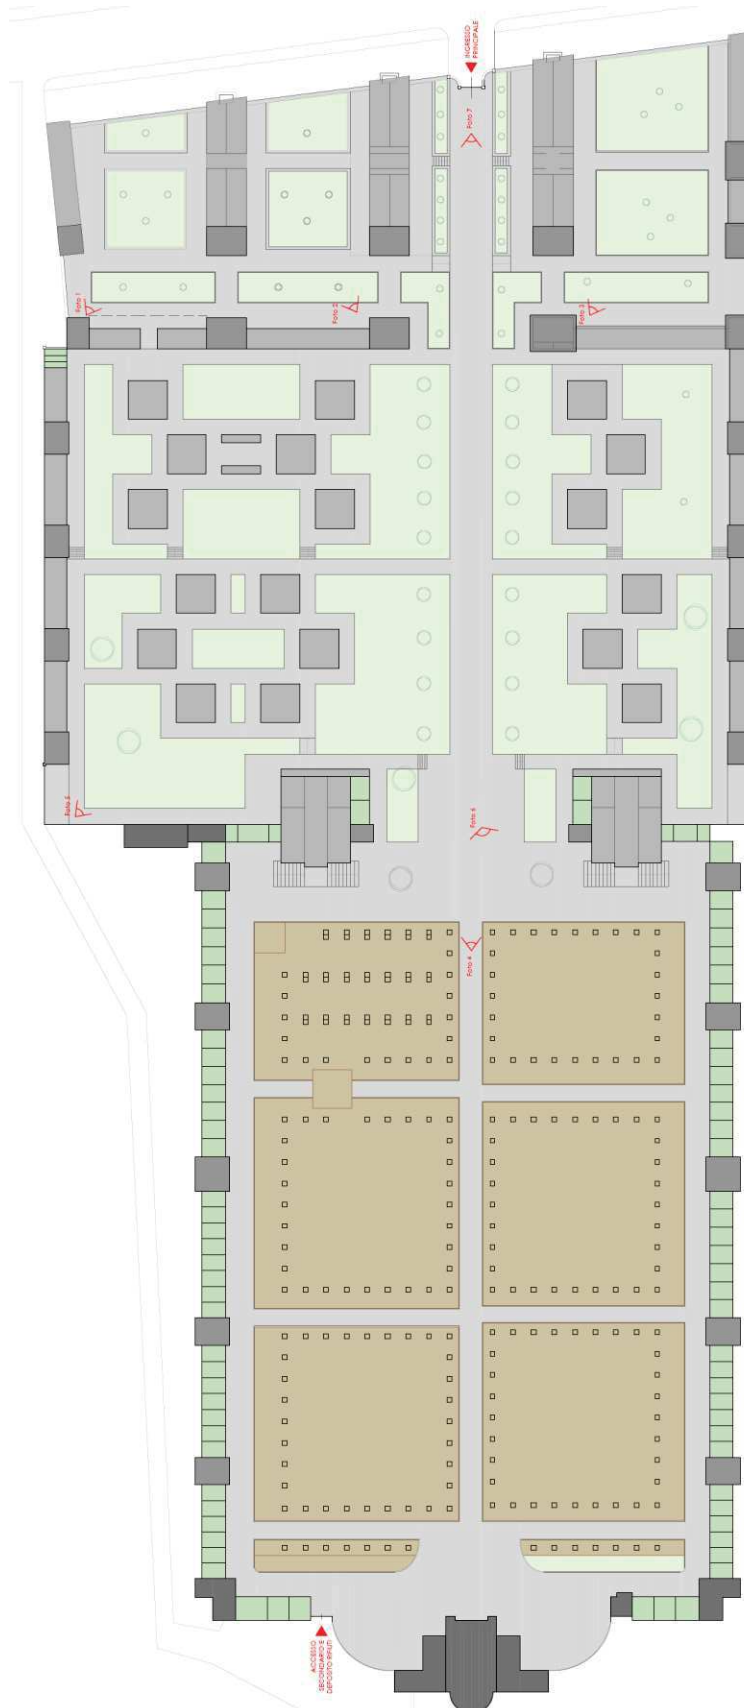 INGRESSO
PRINCIPALE
Foto 7
Foto 1
Foto 2
Foto 3
Foto 5
Foto 6
Foto 4
ACCESSO
SECONDARIO E
DEPOSITO RIFIUTI